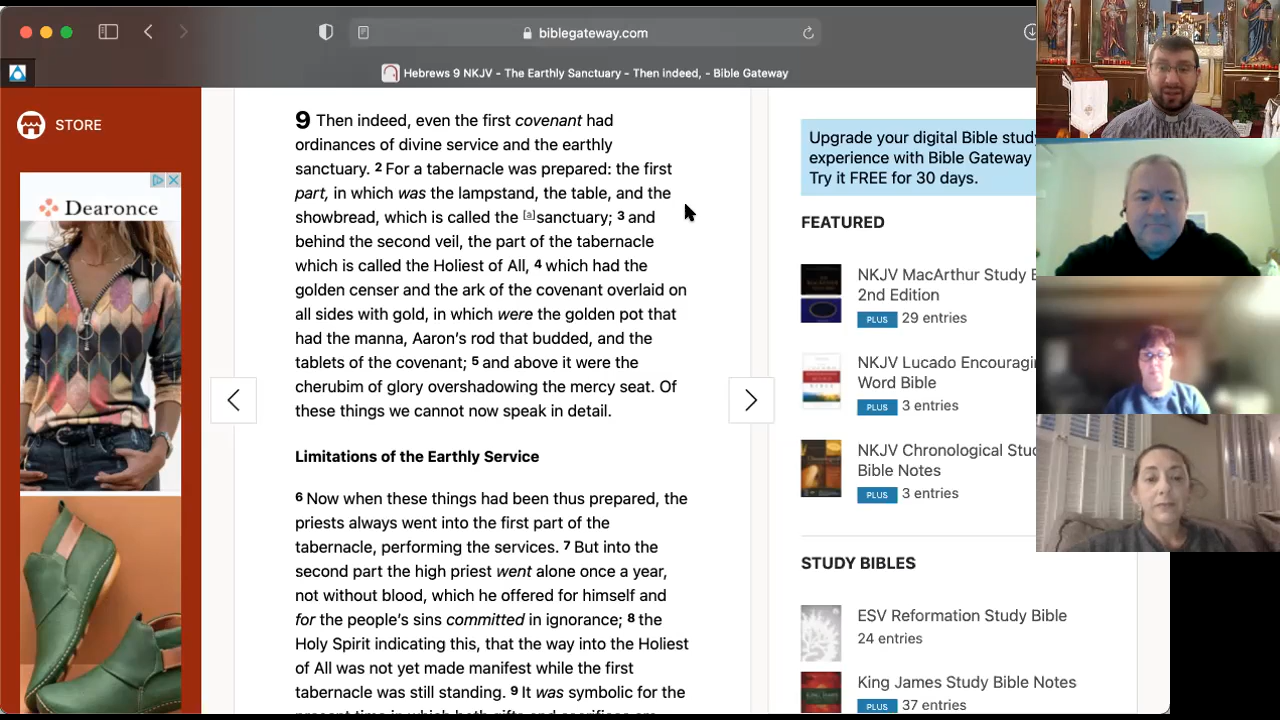 biblegateway.com
Hebrews 9 NKJV - The Earthly Sanctuary - Then indeed, - Bible Gateway
STORE
Dearonce
9 Then indeed, even the first covenant had
ordinances of divine service and the earthly
sanctuary. 2 For a tabernacle was prepared: the first
part, in which was the lampstand, the table, and the
showbread, which is called the [a]sanctuary; 3 and
behind the second veil, the part of the tabernacle
which is called the Holiest of All, 4 which had the
golden censer and the ark of the covenant overlaid on
all sides with gold, in which were the golden pot that
had the manna, Aaron's rod that budded, and the
tablets of the covenant; 5 and above it were the
cherubim of glory overshadowing the mercy seat. Of
these things we cannot now speak in detail.
Limitations of the Earthly Service
6 Now when these things had been thus prepared, the
priests always went into the first part of the
tabernacle, performing the services. 7 But into the
second part the high priest went alone once a year,
not without blood, which he offered for himself and
for the people's sins committed in ignorance; 8 the
Holy Spirit indicating this, that the way into the Holiest
of All was not yet made manifest while the first
tabernacle was still standing. 9 It was symbolic for the
present time in which both gifts and sacrifices are
Upgrade your digital Bible study
experience with Bible Gateway
Try it FREE for 30 days.
FEATURED
NKJV MacArthur Study
2nd Edition
PLUS 29 entries
NKJV Lucado Encouragin
Word Bible
PLUS 3 entries
NKJV Chronological Stu
Bible Notes
PLUS 3 entries
STUDY BIBLES
ESV Reformation Study Bible
24 entries
King James Study Bible Notes
PLUS 37 entries